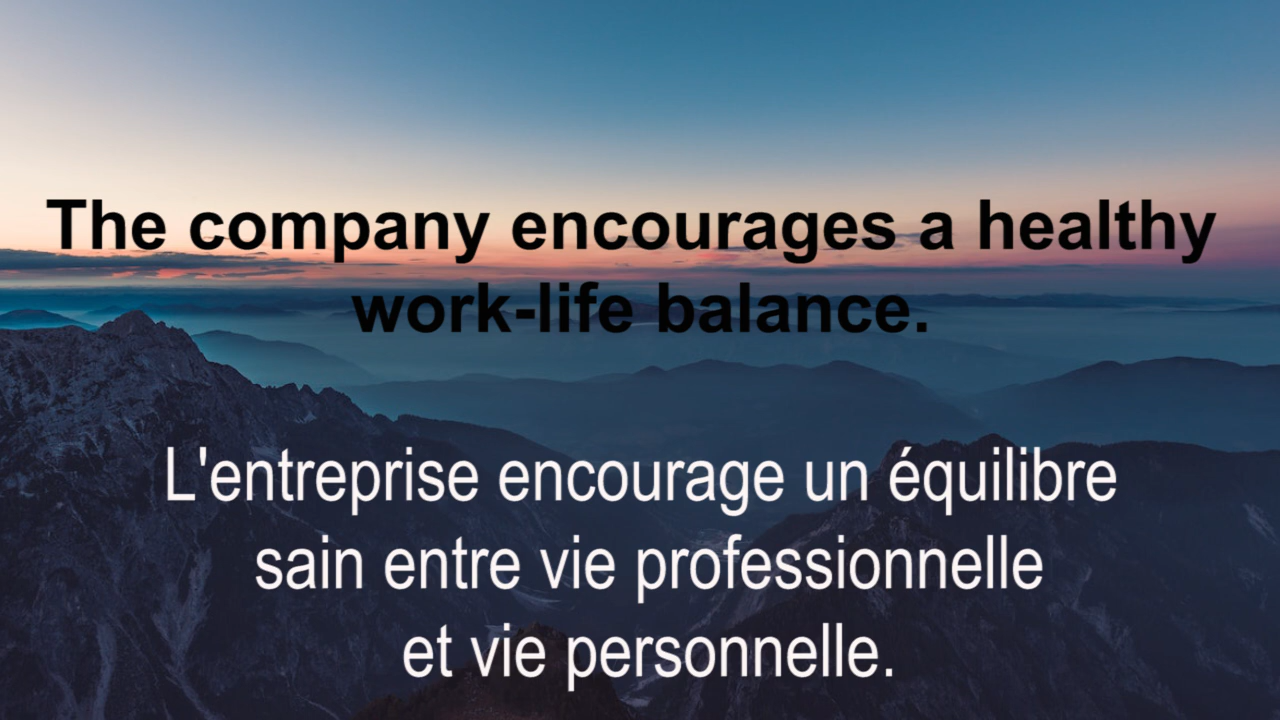 The company encourages a healthy
work-life balance.
L'entreprise encourage un équilibre
sain entre vie professionnelle
et vie personnelle.